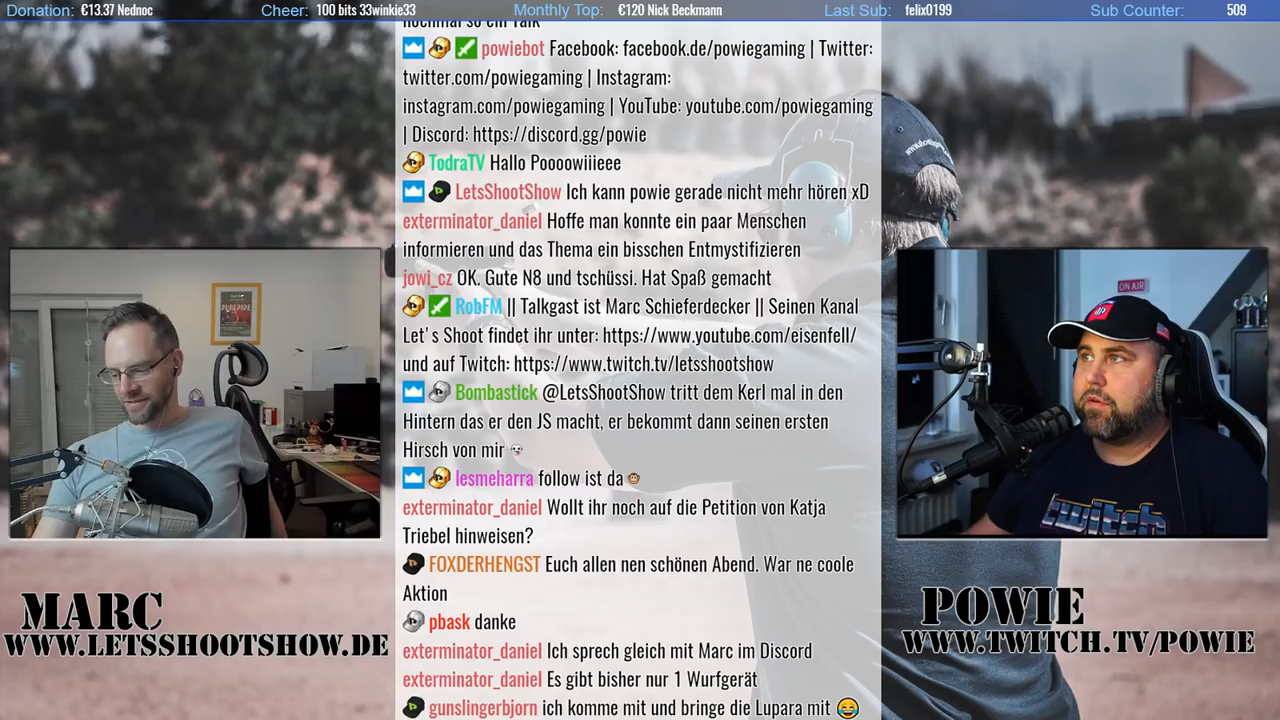 Donation: €13.37 Nednoc Cheer: 100 bits 33winkie33 Monthly Top: €120 Nick Beckmann Last Sub: felix0199 Sub Counter: 509
nochmal so ein Talk
powiebot Facebook: facebook.de/powiegaming | Twitter:
twitter.com/powiegaming | Instagram:
instagram.com/powiegaming | YouTube: youtube.com/powiegaming
| Discord: https://discord.gg/powie
TodraTV Hallo Poooowiiieee
LetsShootShow Ich kann powie gerade nicht mehr hören xD
exterminator_daniel Hoffe man konnte ein paar Menschen
informieren und das Thema ein bisschen Entmystifizieren
jowi_cz OK. Gute N8 und tschüssi. Hat Spaß gemacht
RobFM || Talkgast ist Marc Schieferdecker || Seinen Kanal
Let's Shoot findet ihr unter: https://www.youtube.com/eisenfell/
und auf Twitch: https://www.twitch.tv/letsshootshow
Bombastick @LetsShootShow tritt dem Kerl mal in den
Hintern das er den JS macht, er bekommt dann seinen ersten
Hirsch von mir
lesmeharra follow ist da
exterminator_daniel Wollt ihr noch auf die Petition von Katja
Triebel hinweisen?
FOXDERHENGST Euch allen nen schönen Abend. War ne coole
Aktion
pbask danke
exterminator_daniel Ich sprech gleich mit Marc im Discord
exterminator_daniel Es gibt bisher nur 1 Wurfgerät
gunslingerbjorn ich komme mit und bringe die Lupara mit 😂
MARC
WWW.LETSSHOOTSHOW.DE
ON AIR
twitch
POWIE
WWW.TWITCH.TV/POWIE